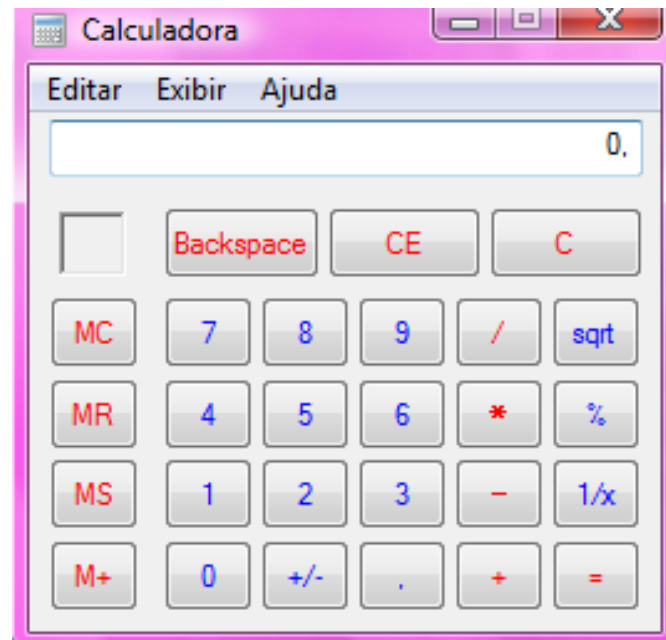 Calculadora
Editar Exibir Ajuda
0,
Backspace CE C
MC 7 8 9 / sqrt
MR 4 5 6 * %
MS 1 2 3 - 1/x
M+ 0 +/- , + =